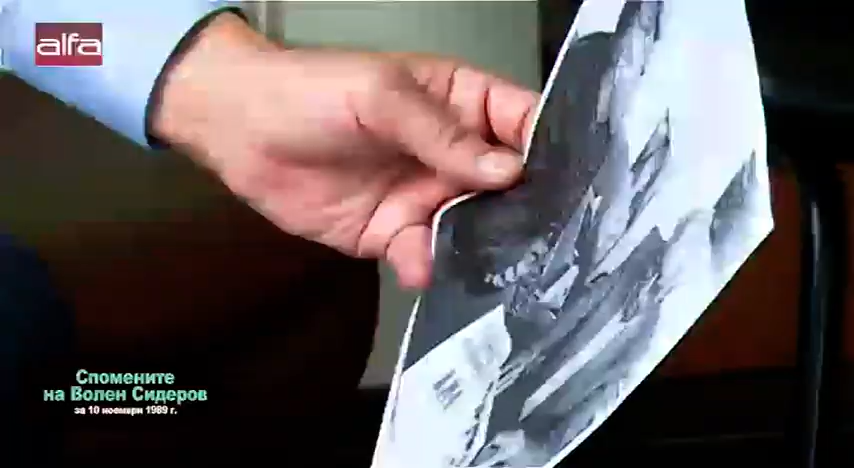 alfa
Спомените
на Волен Сидеров
за 10 ноември 1989 г.